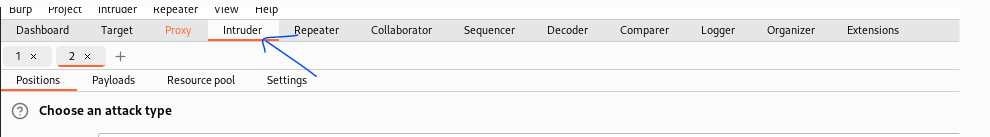 Burp Project Intruder Repeater View Help
Dashboard Target Proxy Intruder Repeater Collaborator Sequencer Decoder Comparer Logger Organizer Extensions
1 × 2 × +
Positions Payloads Resource pool Settings
? Choose an attack type